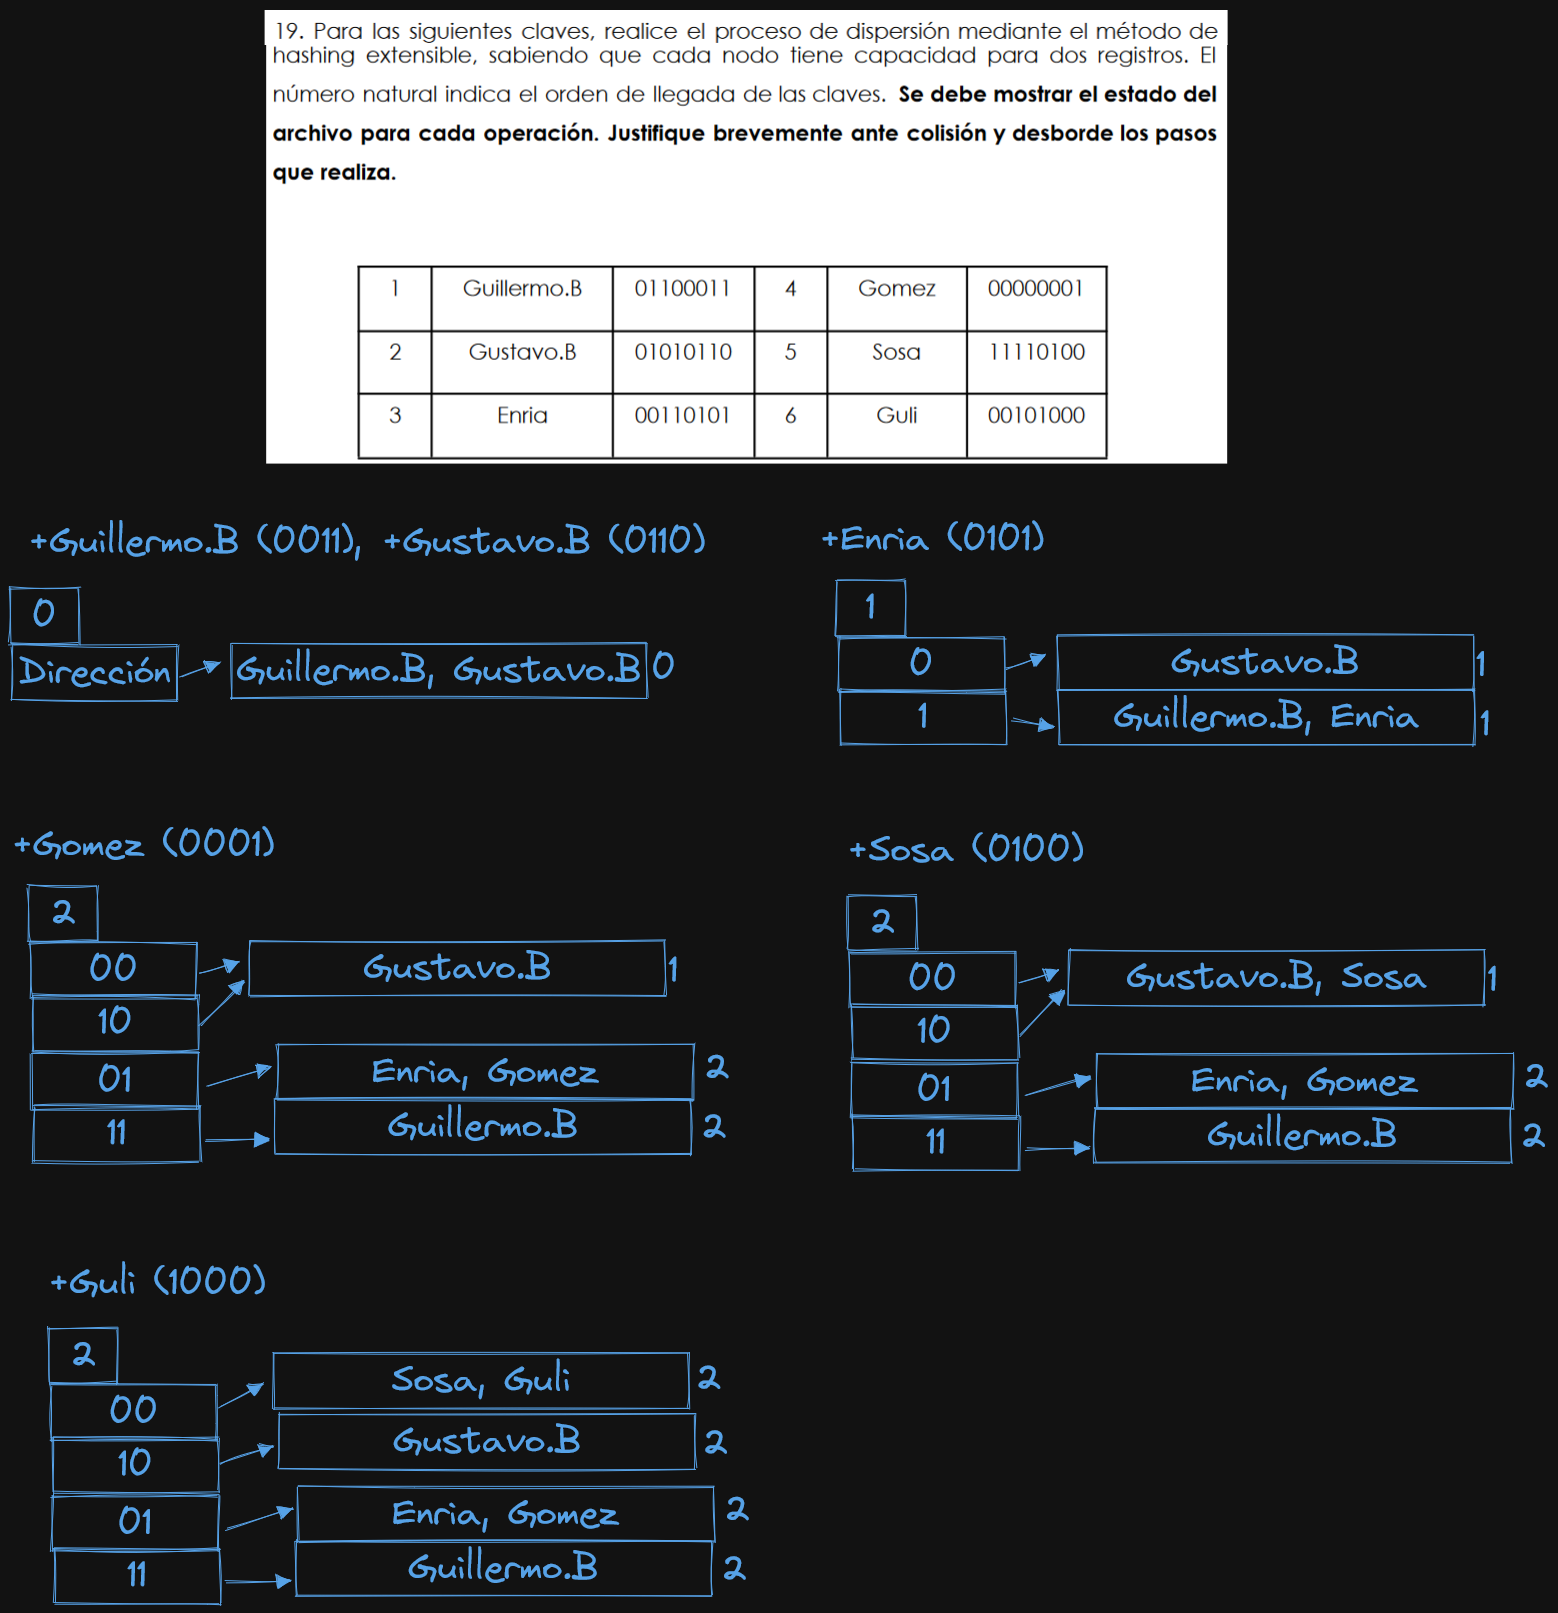 19. Para las siguientes claves, realice el proceso de dispersión mediante el método de
hashing extensible, sabiendo que cada nodo tiene capacidad para dos registros. El
número natural indica el orden de llegada de las claves. Se debe mostrar el estado del
archivo para cada operación. Justifique brevemente ante colisión y desborde los pasos
que realiza.
1 Guillermo.B 01100011 4 Gomez 00000001
2 Gustavo.B 01010110 5 Sosa 11110100
3 Enria 00110101 6 Guli 00101000
+Guillermo.B (0011), +Gustavo.B (0110)
0
Dirección Guillermo.B, Gustavo.B 0
+Enria (0101)
1
0 Gustavo.B 1
1 Guillermo.B, Enria 1
+Gomez (0001)
2
00 Gustavo.B 1
10
01 Enria, Gomez 2
11 Guillermo.B 2
+Sosa (0100)
2
00 Gustavo.B, Sosa 1
10
01 Enria, Gomez 2
11 Guillermo.B 2
+Guli (1000)
2
00 Sosa, Guli 2
10 Gustavo.B 2
01 Enria, Gomez 2
11 Guillermo.B 2